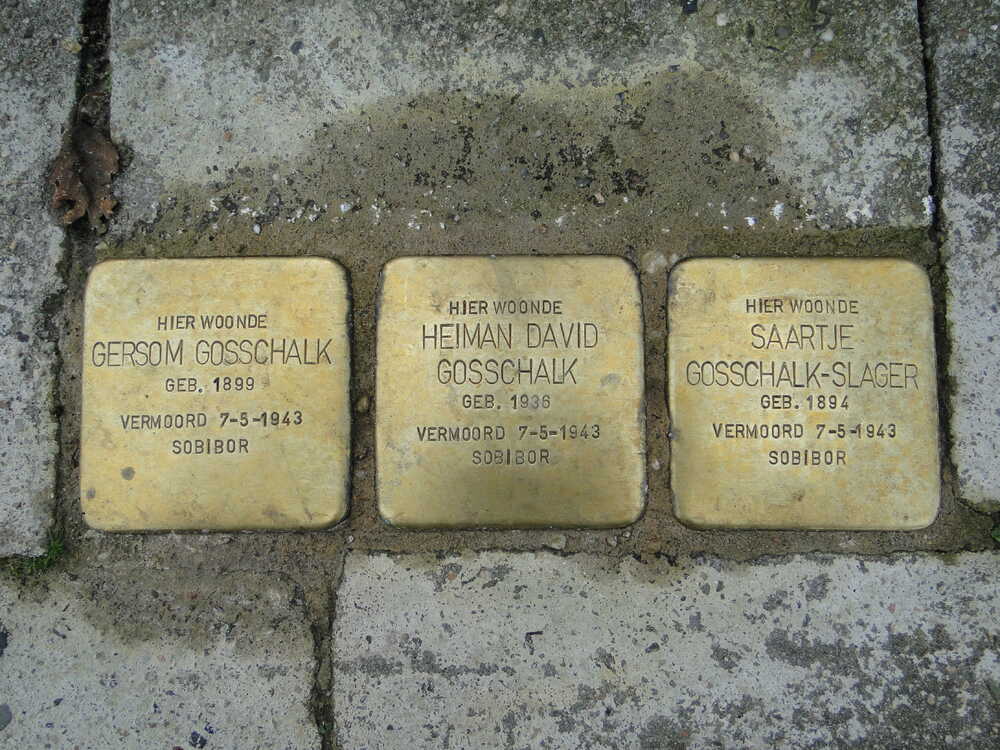 HIER WOONDE
GERSOM GOSSCHALK
GEB. 1899
VERMOORD 7-5-1943
SOBIBOR
HIER WOONDE
HEIMAN DAVID
GOSSCHALK
GEB. 1936
VERMOORD 7-5-1943
SOBIBOR
HIER WOONDE
SAARTJE
GOSSCHALK-SLAGER
GEB. 1894
VERMOORD 7-5-1943
SOBIBOR